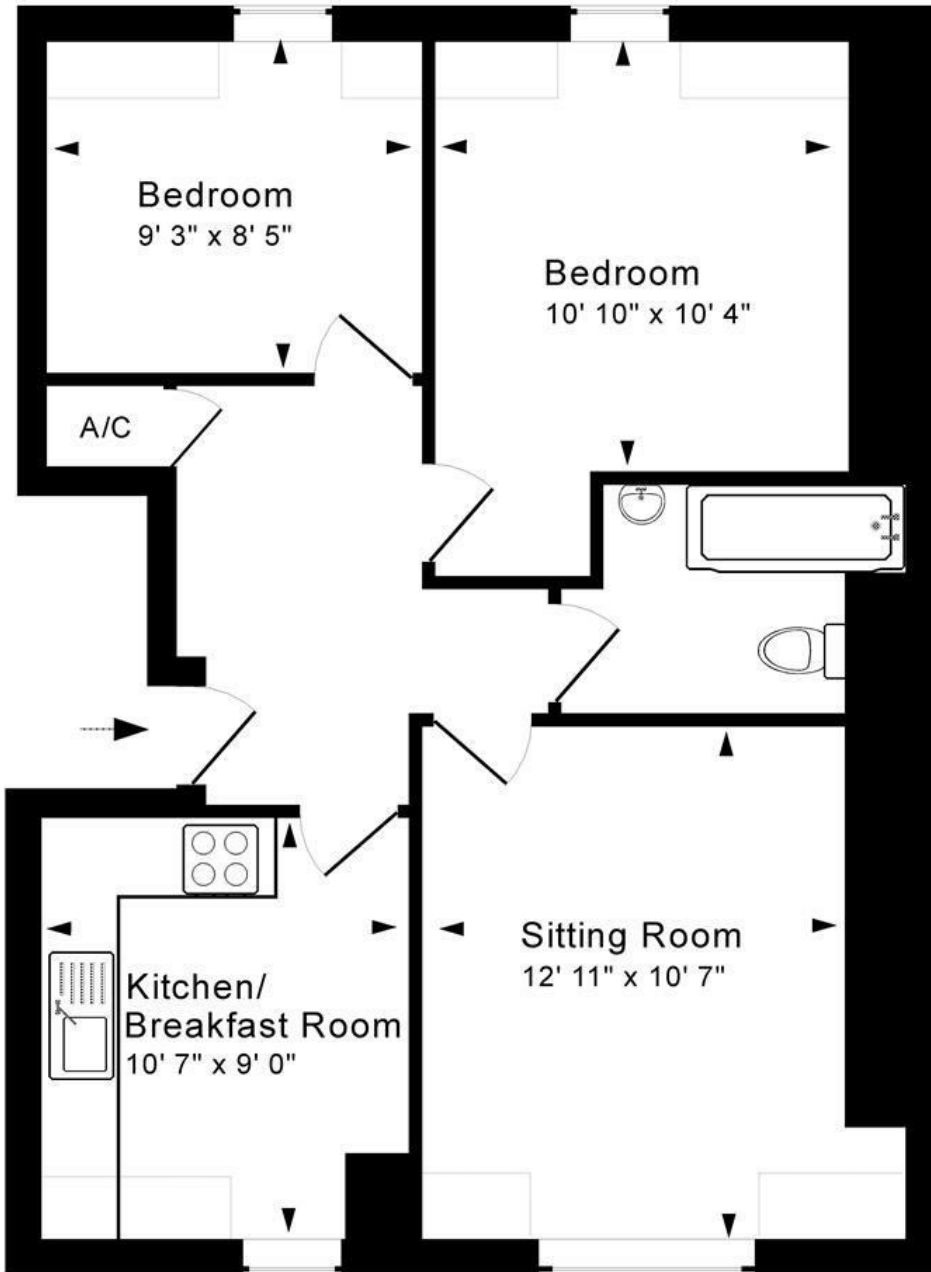 Bedroom
9' 3" x 8' 5"
Bedroom
10' 10" x 10' 4"
A/C
Sitting Room
12' 11" x 10' 7"
Kitchen/
Breakfast Room
10' 7" x 9' 0"